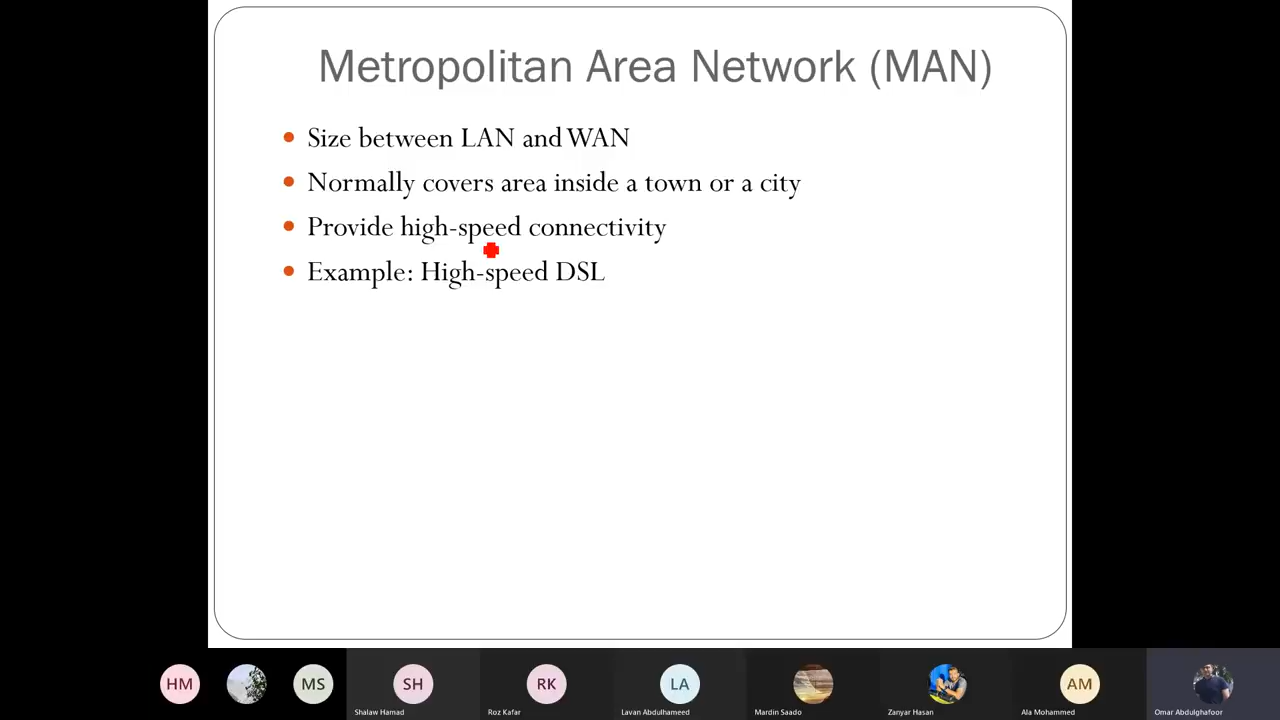 Metropolitan Area Network (MAN)
Size between LAN and WAN
Normally covers area inside a town or a city
Provide high-speed connectivity
Example: High-speed DSL
HM
MS
SH
RK
LA
AM
Shalaw Hamad
Roz Kafar
Lavan Abdulhameed
Mardin Saado
Zanyar Hasan
Ala Mohammed
Omar Abdulghafoor